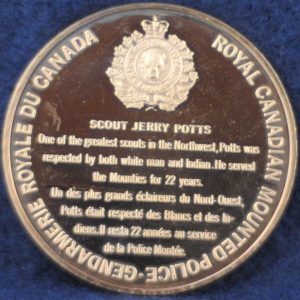 GENDARMERIE ROYALE DU CANADA
ROYAL CANADIAN MOUNTED POLICE
SCOUT JERRY POTTS
One of the greatest scouts in the Northwest, Potts was
respected by both white man and Indian. He served
the Mounties for 22 years.
Un des plus grands éclaireurs du Nord-Ouest,
Potts était respecté des Blancs et des In-
diens. Il resta 22 années au service
de la Police Montée.